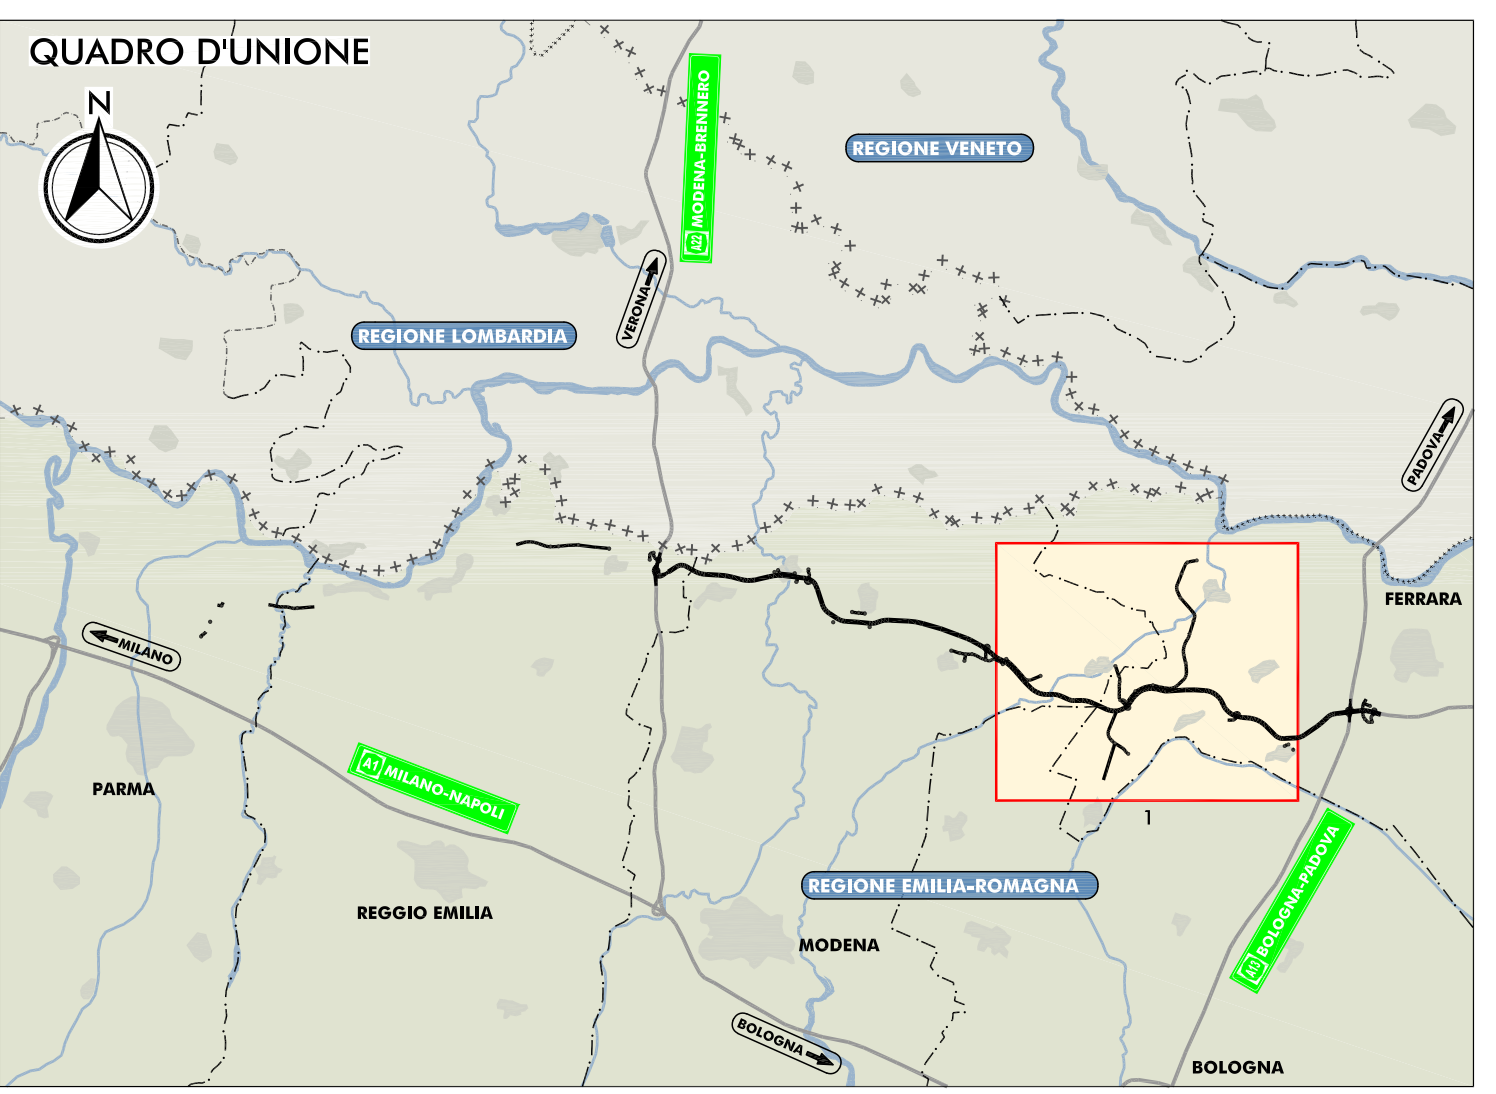 QUADRO D'UNIONE
N
A22 MODENA-BRENNERO
REGIONE VENETO
VERONA
REGIONE LOMBARDIA
PADOVA
FERRARA
MILANO
PARMA
A1 MILANO-NAPOLI
1
REGIONE EMILIA-ROMAGNA
A13 BOLOGNA-PADOVA
REGGIO EMILIA
MODENA
BOLOGNA
BOLOGNA